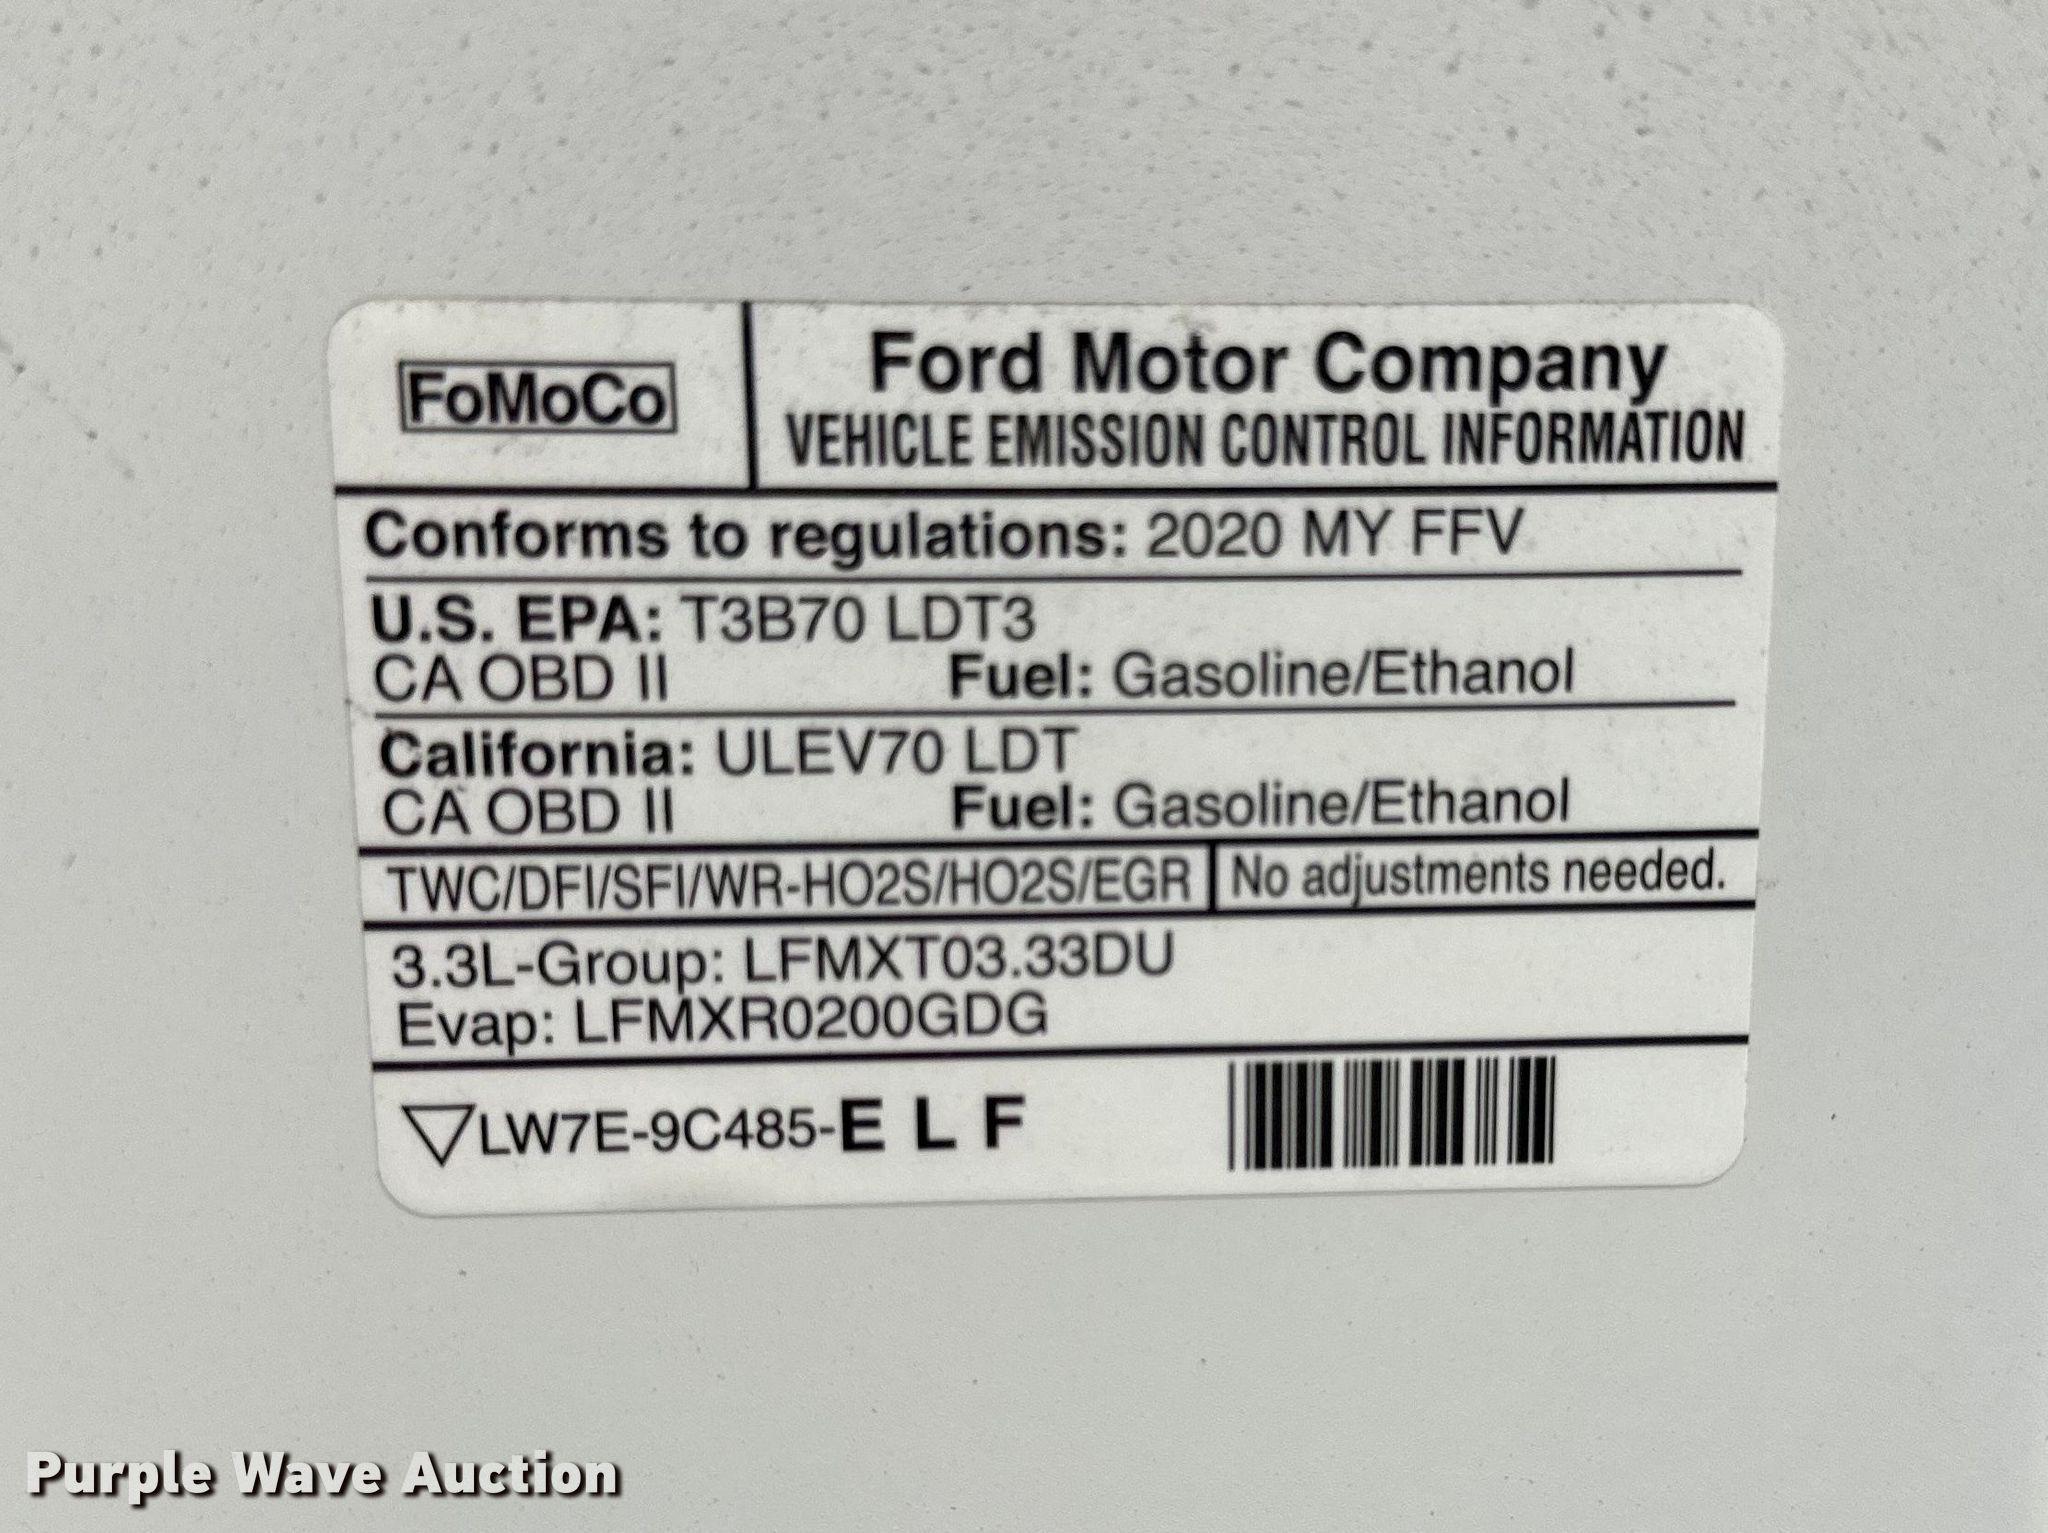 FoMoCo
Ford Motor Company
VEHICLE EMISSION CONTROL INFORMATION
Conforms to regulations: 2020 MY FFV
U.S. EPA: T3B70 LDT3
CA OBD II Fuel: Gasoline/Ethanol
California: ULEV70 LDT
CA OBD II Fuel: Gasoline/Ethanol
TWC/DFI/SFI/WR-HO2S/HO2S/EGR No adjustments needed.
3.3L-Group: LFMXT03.33DU
Evap: LFMXR0200GDG
LW7E-9C485-E L F
Purple Wave Auction